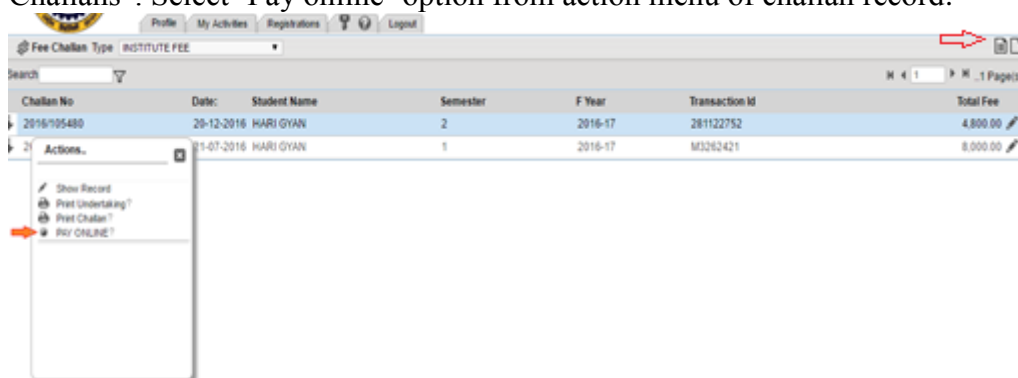 Challans". Select "Pay online" option from action menu of challan record.
Profile My Activities Registrations Logout
Fee Challan Type INSTITUTE FEE
Search 1 ..1 Page(s
Challan No Date: Student Name Semester F Year Transaction Id Total Fee
2016/105480 20-12-2016 HARI GYAN 2 2016-17 281122752 4,800.00
2 21-07-2016 HARI GYAN 1 2016-17 M3262421 8,000.00
Actions..
Show Record
Print Undertaking?
Print Challan?
PAY ONLINE?